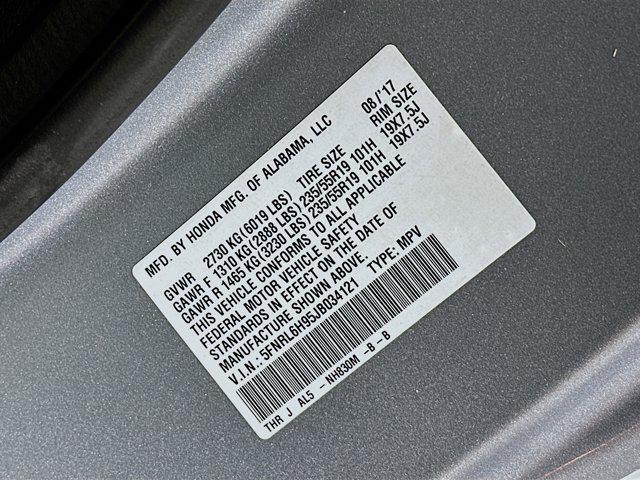 MFD. BY HONDA MFG. OF ALABAMA, LLC 08/'17
GVWR 2730 KG (6019 LBS) TIRE SIZE RIM SIZE
GAWR F 1310 KG (2888 LBS) 235/55R19 101H 19X7.5J
GAWR R 1465 KG (3230 LBS) 235/55R19 101H 19X7.5J
THIS VEHICLE CONFORMS TO ALL APPLICABLE
FEDERAL MOTOR VEHICLE SAFETY
STANDARDS IN EFFECT ON THE DATE OF
MANUFACTURE SHOWN ABOVE.
V.I.N.: 5FNRL6H95JB034121 TYPE: MPV
THR J AL5 - NH830M -B -B